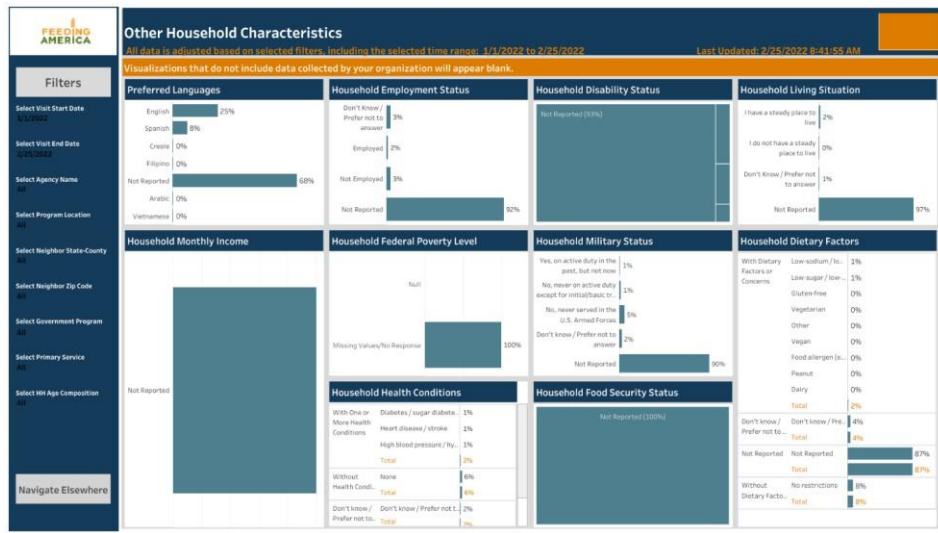 FEEDING
AMERICA
Other Household Characteristics
All data is adjusted based on selected filters, including the selected time range: 1/1/2022 to 2/25/2022
Last Updated: 2/25/2022 8:41:55 AM
Visualizations that do not include data collected by your organization will appear blank.
Filters
Select Visit Start Date
1/1/2022
Select Visit End Date
2/25/2022
Select Agency Name
All
Select Program Location
All
Select Neighbor State-County
All
Select Neighbor Zip Code
All
Select Government Program
All
Select Primary Service
All
Select HH Age Composition
All
Navigate Elsewhere
Preferred Languages
English 25%
Spanish 8%
Creole 0%
Filipino 0%
Not Reported 68%
Arabic 0%
Vietnamese 0%
Household Employment Status
Don't Know /
Prefer not to
answer
3%
Employed 2%
Not Employed 3%
Not Reported 92%
Household Disability Status
Not Reported (93%)
Household Living Situation
I have a steady place to
live
2%
I do not have a steady
place to live
0%
Don't Know / Prefer not
to answer
1%
Not Reported 97%
Household Monthly Income
Not Reported
Household Federal Poverty Level
Null
Missing Values/No Response 100%
Household Military Status
Yes, on active duty in the
past, but not now
1%
No, never on active duty
except for initial/basic tr...
1%
No, never served in the
U.S. Armed Forces
5%
Don't know / Prefer not to
answer
2%
Not Reported 90%
Household Dietary Factors
With Dietary
Factors or
Concerns
Low-sodium / lo.. 1%
Low-sugar / low-... 1%
Gluten-free 0%
Vegetarian 0%
Other 0%
Vegan 0%
Food allergen (o... 0%
Peanut 0%
Dairy 0%
Total 2%
Don't know /
Prefer not to ..
Don't know / Pre.. 4%
Total 4%
Not Reported Not Reported 87%
Total 87%
Without
Dietary Facto..
No restrictions 8%
Total 8%
Household Health Conditions
With One or
More Health
Conditions
Diabetes / sugar diabete.. 1%
Heart disease / stroke 1%
High blood pressure / hy.. 1%
Total 2%
Without
Health Condi..
None 6%
Total 6%
Don't know /
Prefer not to..
Don't know / Prefer not t.. 2%
Total 2%
Household Food Security Status
Not Reported (100%)